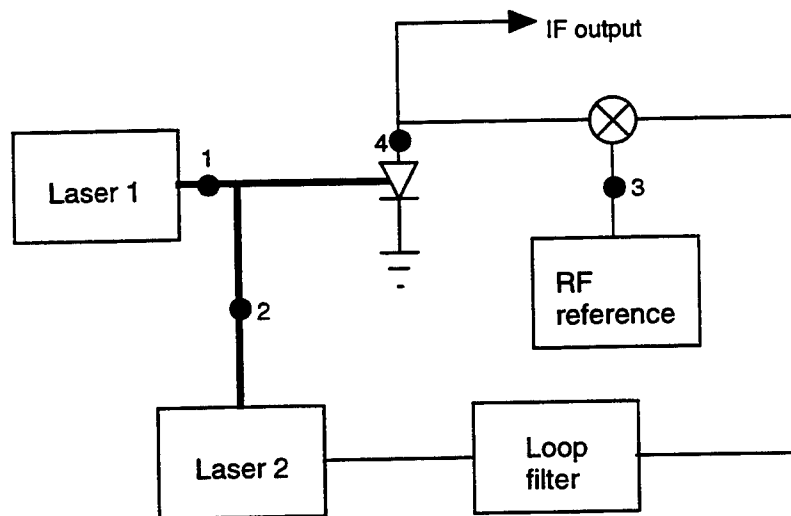 IF output
1
4
Laser 1
3
RF
reference
2
Laser 2
Loop
filter